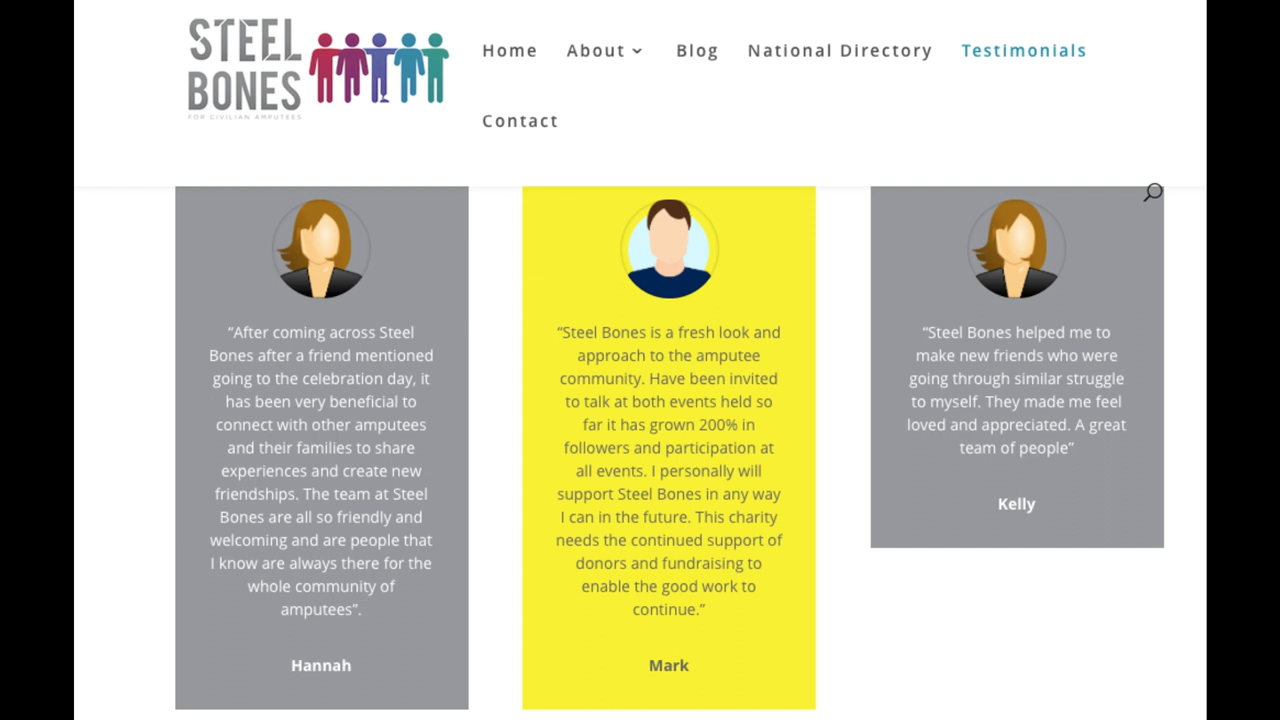 STEEL
BONES
FOR CIVILIAN AMPUTEES
Home
About
Blog
National Directory
Testimonials
Contact
“After coming across Steel
Bones after a friend mentioned
going to the celebration day, it
has been very beneficial to
connect with other amputees
and their families to share
experiences and create new
friendships. The team at Steel
Bones are all so friendly and
welcoming and are people that
I know are always there for the
whole community of
amputees”.
Hannah
“Steel Bones is a fresh look and
approach to the amputee
community. Have been invited
to talk at both events held so
far it has grown 200% in
followers and participation at
all events. I personally will
support Steel Bones in any way
I can in the future. This charity
needs the continued support of
donors and fundraising to
enable the good work to
continue.”
Mark
“Steel Bones helped me to
make new friends who were
going through similar struggle
to myself. They made me feel
loved and appreciated. A great
team of people”
Kelly